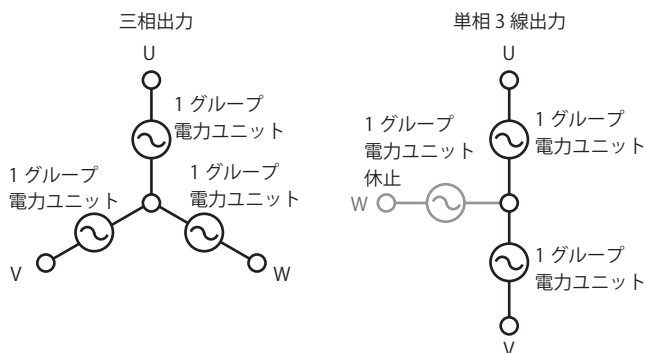 三相出力
U
1 グループ
電力ユニット
1 グループ
電力ユニット
1 グループ
電力ユニット
V
W
単相 3 線出力
U
1 グループ
電力ユニット
1 グループ
電力ユニット
休止
W
1 グループ
電力ユニット
V